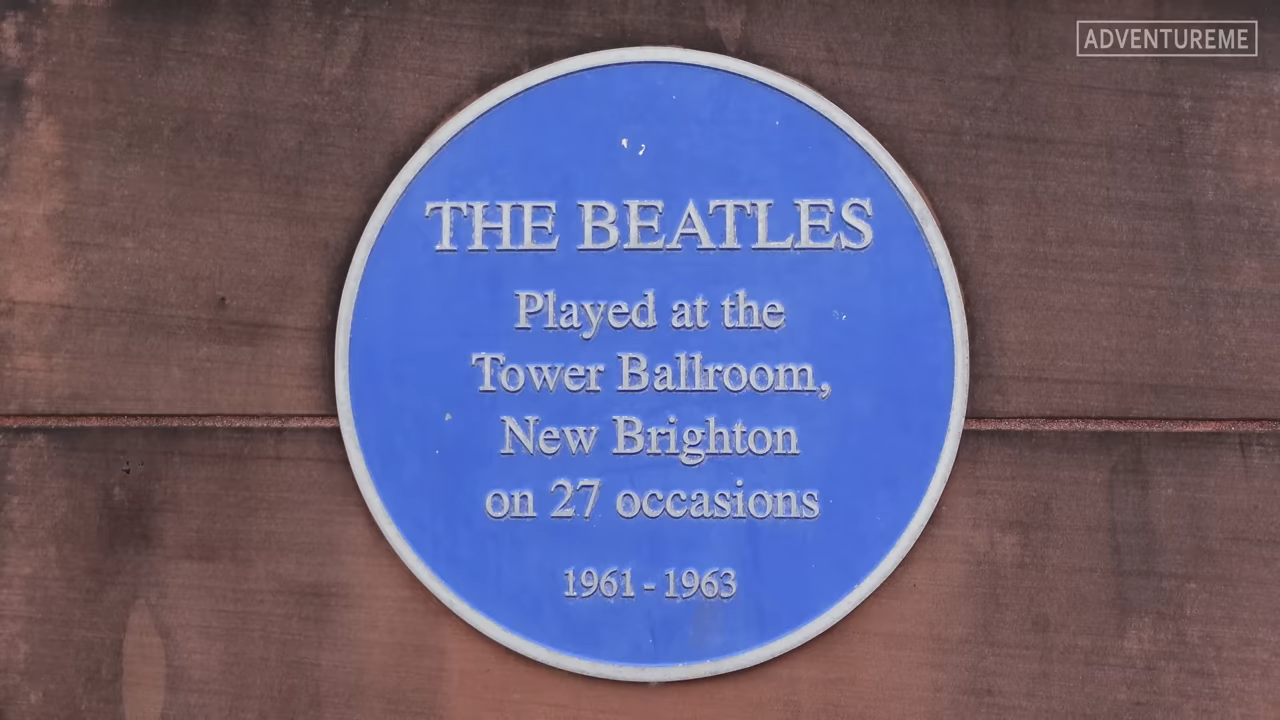 ADVENTUREME
THE BEATLES
Played at the
Tower Ballroom,
New Brighton
on 27 occasions
1961 - 1963